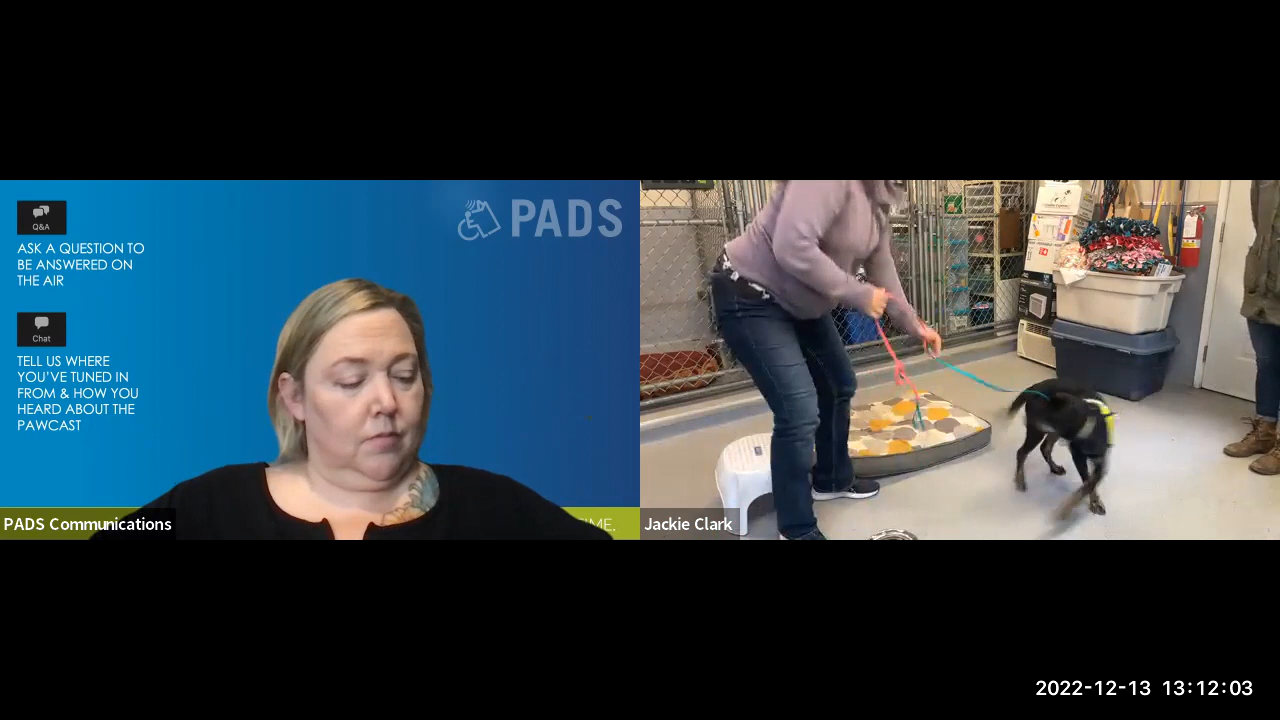 Q&A
ASK A QUESTION TO
BE ANSWERED ON
THE AIR
Chat
TELL US WHERE
YOU'VE TUNED IN
FROM & HOW YOU
HEARD ABOUT THE
PAWCAST
PADS
PADS Communications
TIME.
Jackie Clark
2022-12-13 13:12:03